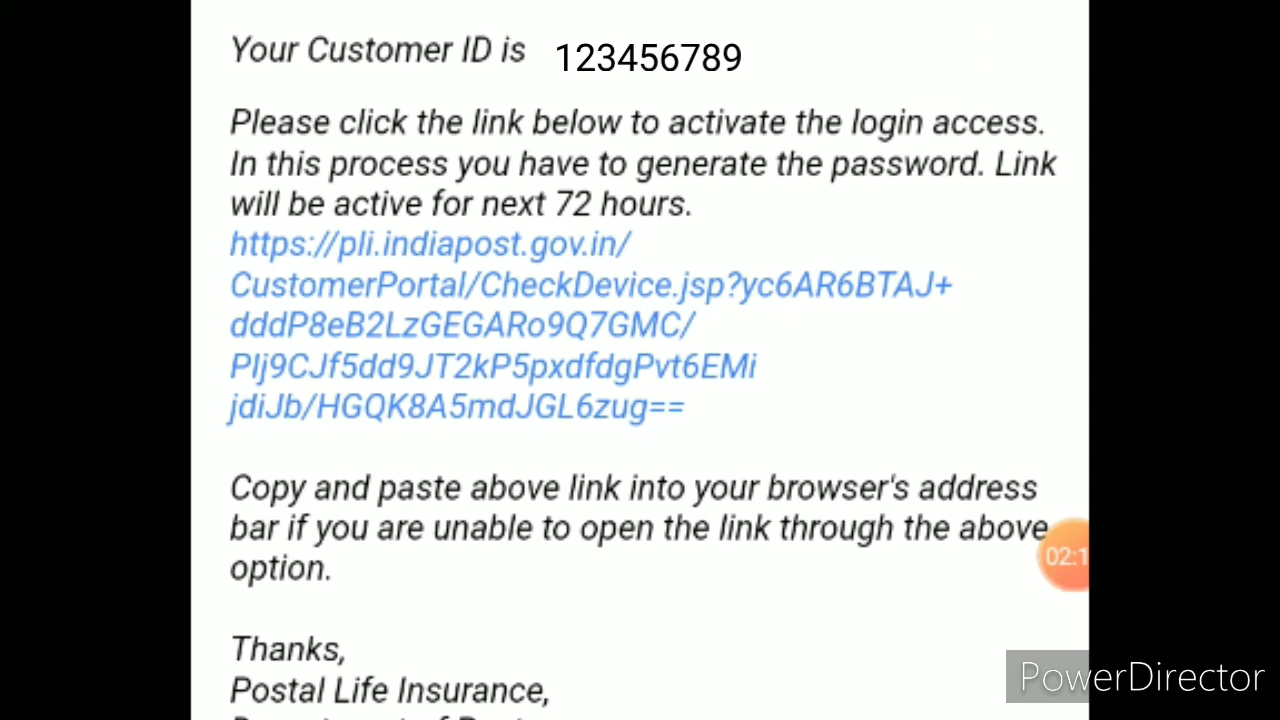 Your Customer ID is 123456789
Please click the link below to activate the login access.
In this process you have to generate the password. Link
will be active for next 72 hours.
https://pli.indiapost.gov.in/
CustomerPortal/CheckDevice.jsp?yc6AR6BTAJ+
dddP8eB2LzGEGARo9Q7GMC/
PIj9CJf5dd9JT2kP5pxdfdgPvt6EMi
jdiJb/HGQK8A5mdJGL6zug==
Copy and paste above link into your browser's address
bar if you are unable to open the link through the above
option.
02:1
Thanks,
Postal Life Insurance,
PowerDirector